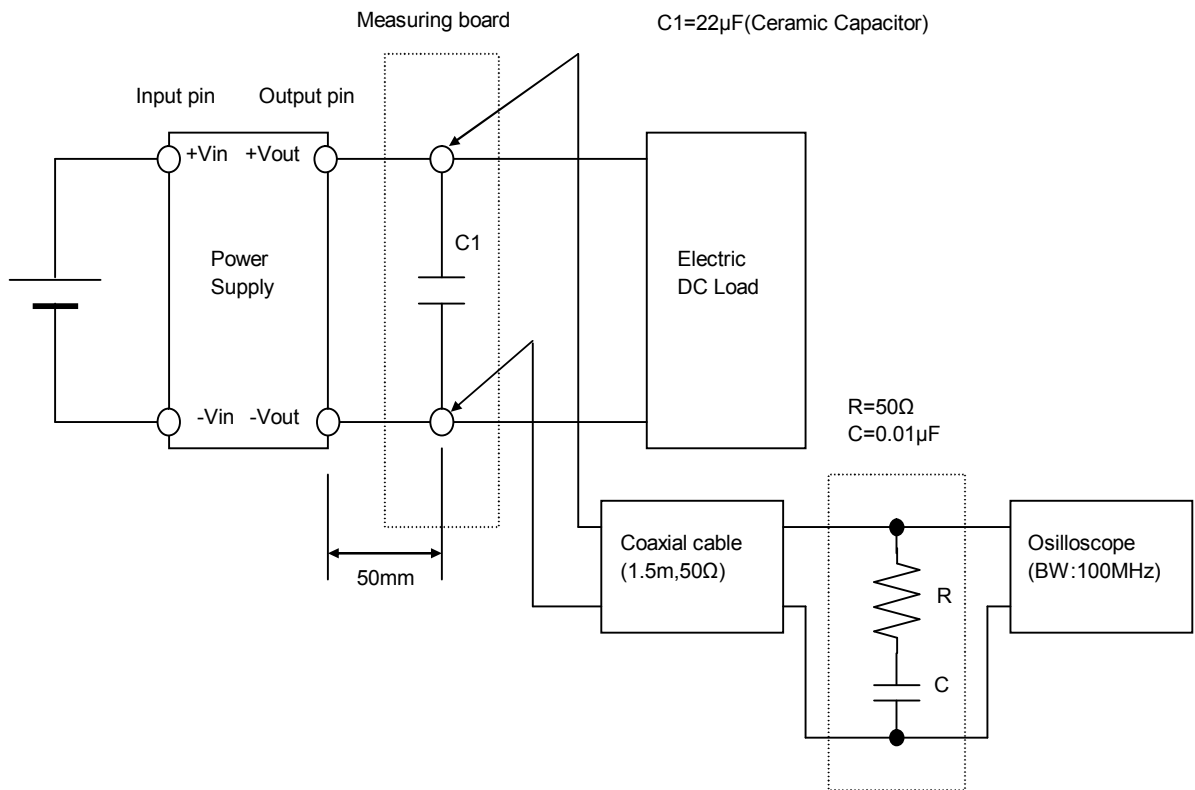 Measuring board
C1=22µF(Ceramic Capacitor)
Input pin
Output pin
+Vin
+Vout
C1
Power
Supply
Electric
DC Load
-Vin
-Vout
R=50Ω
C=0.01µF
50mm
Coaxial cable
(1.5m,50Ω)
R
C
Osilloscope
(BW:100MHz)